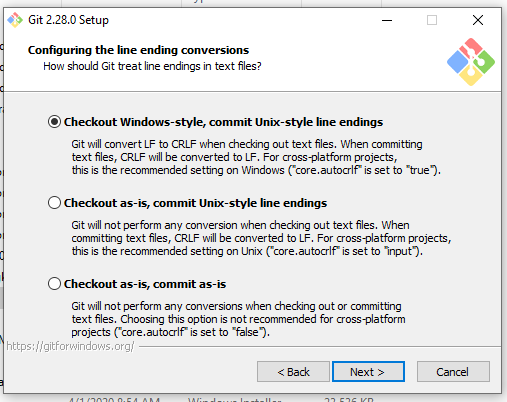 Git 2.28.0 Setup
Configuring the line ending conversions
How should Git treat line endings in text files?
Checkout Windows-style, commit Unix-style line endings
Git will convert LF to CRLF when checking out text files. When committing
text files, CRLF will be converted to LF. For cross-platform projects,
this is the recommended setting on Windows ("core.autocrlf" is set to "true").
Checkout as-is, commit Unix-style line endings
Git will not perform any conversion when checking out text files. When
committing text files, CRLF will be converted to LF. For cross-platform projects,
this is the recommended setting on Unix ("core.autocrlf" is set to "input").
Checkout as-is, commit as-is
Git will not perform any conversions when checking out or committing
text files. Choosing this option is not recommended for cross-platform
projects ("core.autocrlf" is set to "false").
https://gitforwindows.org/
< Back
Next >
Cancel